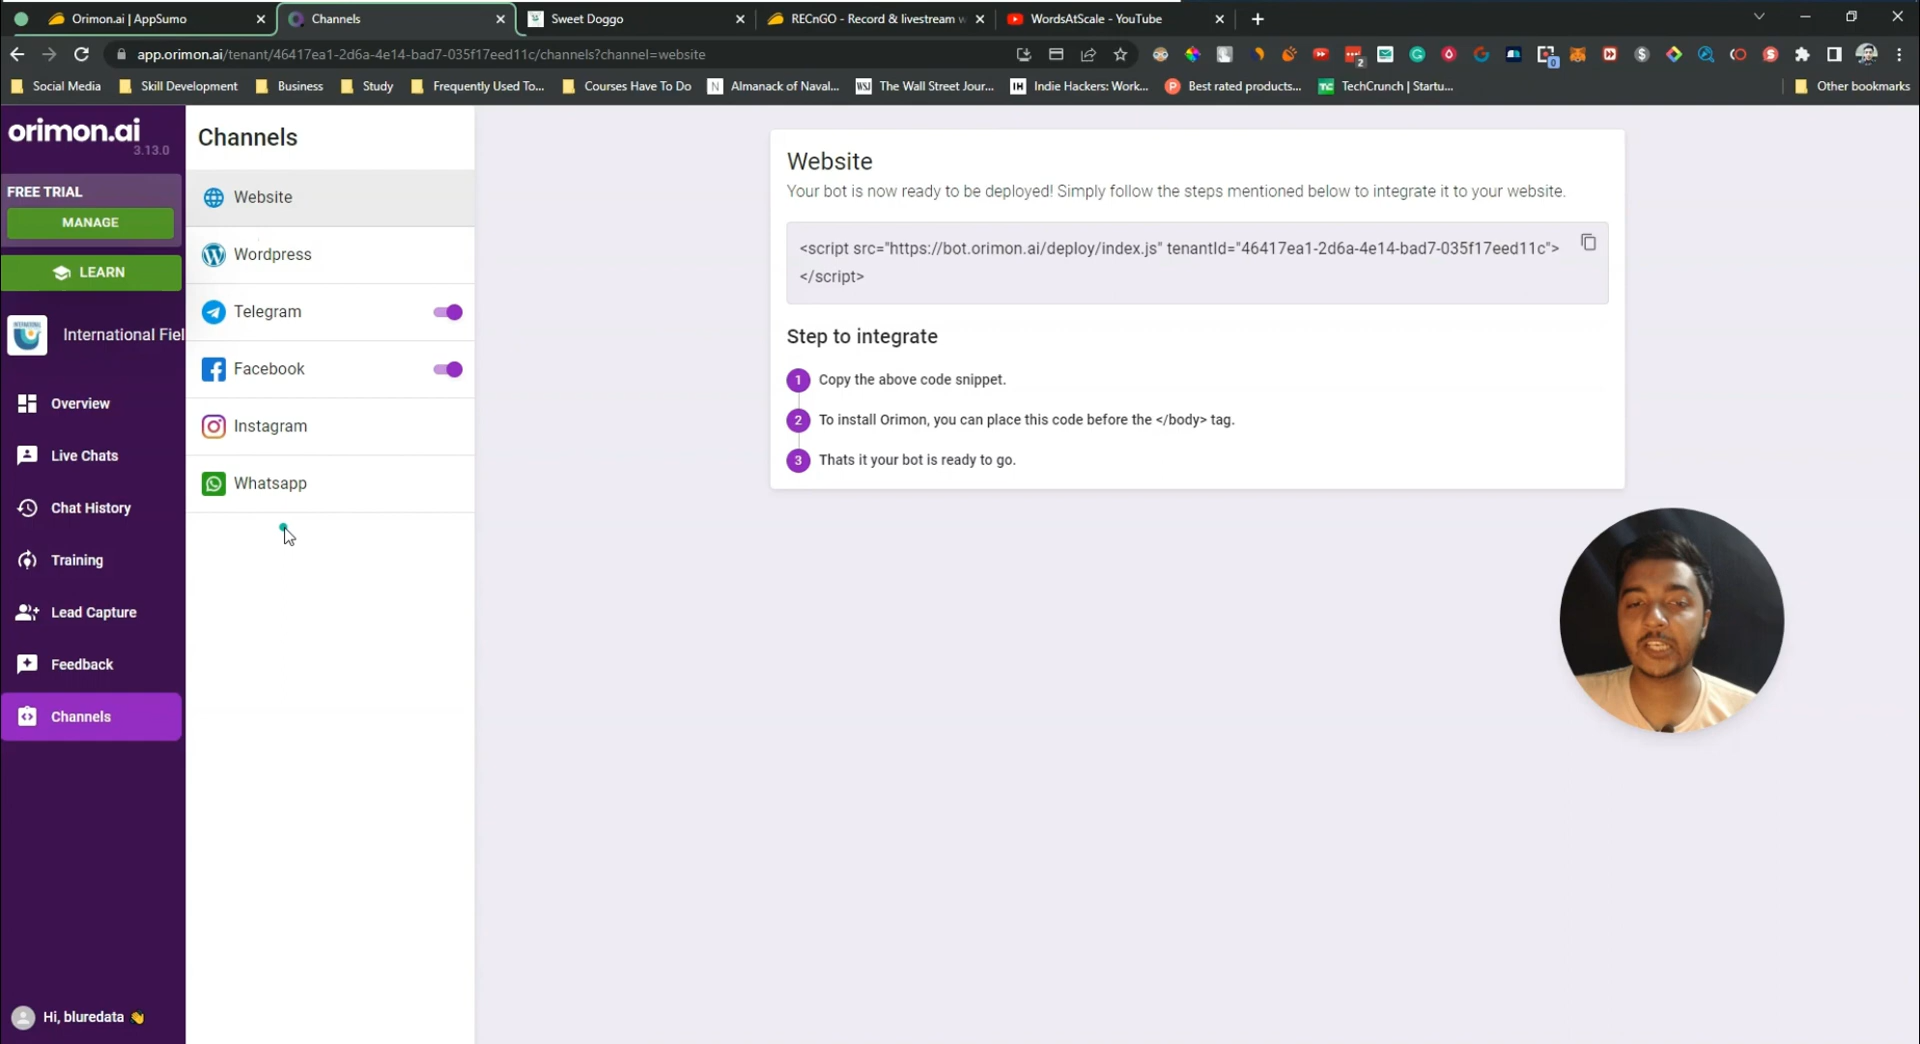 Orimon.ai | AppSumo
Channels
Sweet Doggo
RECnGO - Record & livestream
WordsAtScale - YouTube
app.orimon.ai/tenant/46417ea1-2d6a-4e14-bad7-035f17eed11c/channels?channel=website
Social Media
Skill Development
Business
Study
Frequently Used To...
Courses Have To Do
Almanack of Naval...
The Wall Street Jour...
Indie Hackers: Work...
Best rated products...
TechCrunch | Startu...
Other bookmarks
orimon.ai
3.13.0
FREE TRIAL
MANAGE
LEARN
International Fiel
Overview
Live Chats
Chat History
Training
Lead Capture
Feedback
Channels
Hi, bluredata 👏
Channels
Website
Wordpress
Telegram
Facebook
Instagram
Whatsapp
Website
Your bot is now ready to be deployed! Simply follow the steps mentioned below to integrate it to your website.
<script src="https://bot.orimon.ai/deploy/index.js" tenantId="46417ea1-2d6a-4e14-bad7-035f17eed11c">
</script>
Step to integrate
1 Copy the above code snippet.
2 To install Orimon, you can place this code before the </body> tag.
3 Thats it your bot is ready to go.